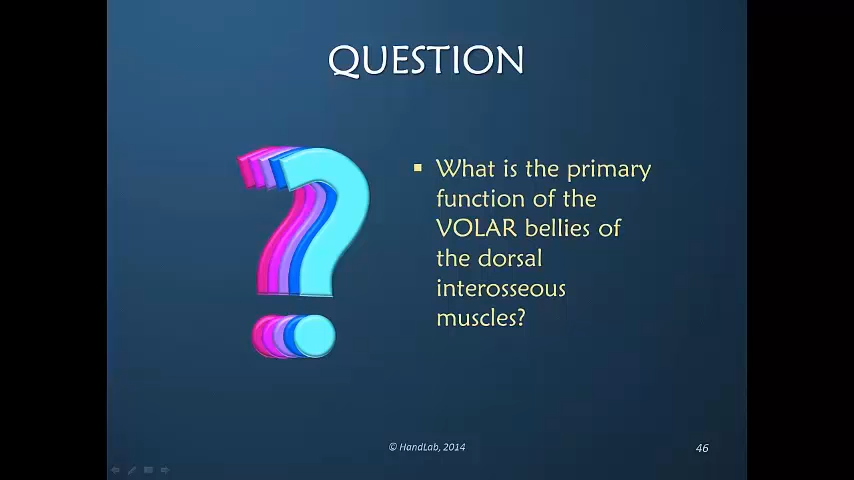 QUESTION
▪ What is the primary
function of the
VOLAR bellies of
the dorsal
interosseous
muscles?
© HandLab, 2014
46